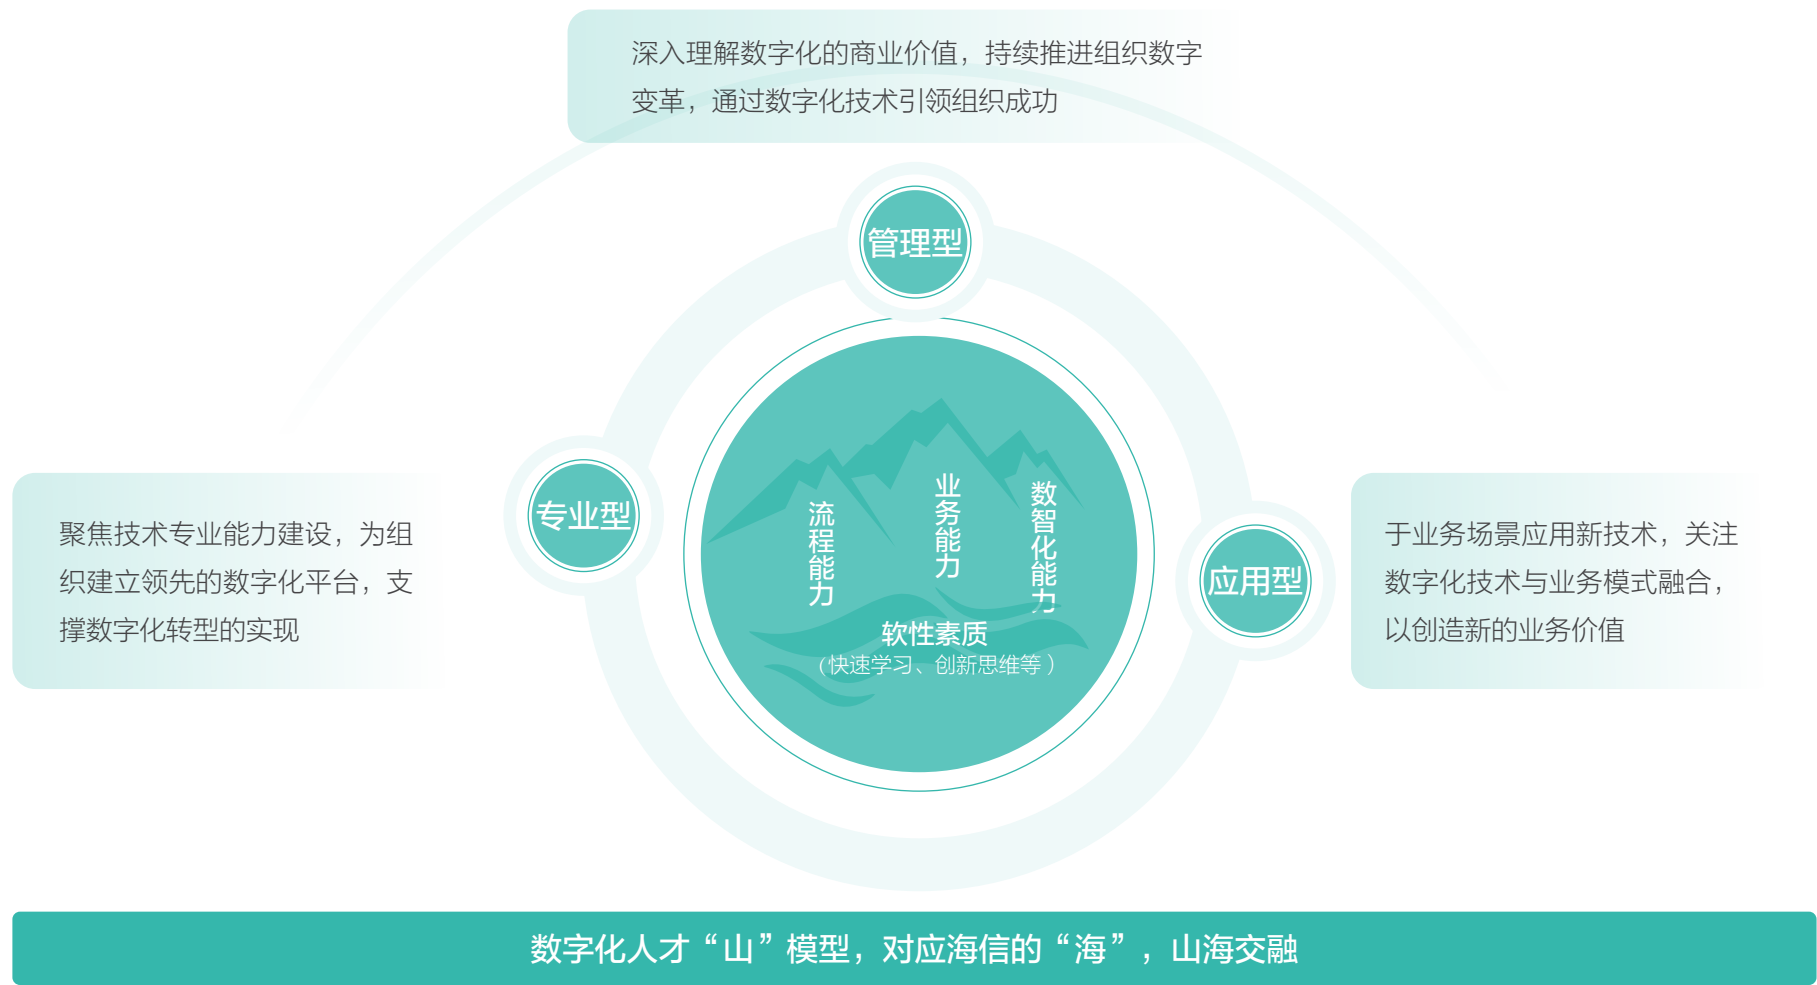 深入理解数字化的商业价值，持续推进组织数字
变革，通过数字化技术引领组织成功
管理型
专业型
聚焦技术专业能力建设，为组
织建立领先的数字化平台，支
撑数字化转型的实现
流程能力
业务能力
数智化能力
软性素质
（快速学习、创新思维等）
应用型
于业务场景应用新技术，关注
数字化技术与业务模式融合，
以创造新的业务价值
数字化人才“山”模型，对应海信的“海”，山海交融